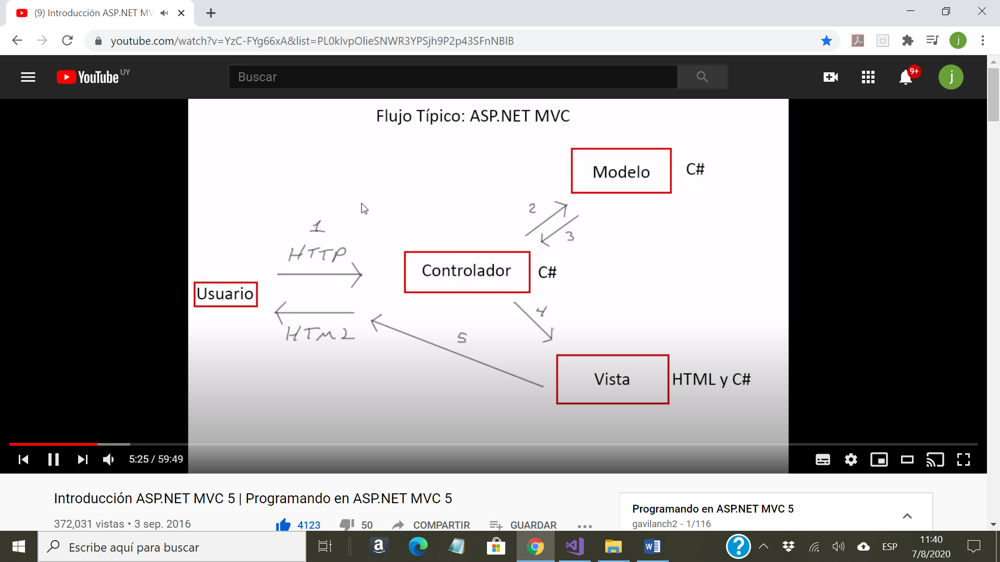 (9) Introducción ASP.NET MV
youtube.com/watch?v=YzC-FYg66xA&list=PL0kIvpOlieSNWR3YPSjh9P2p43SFnNBlB
j
YouTube UY
Buscar
9+
j
Flujo Típico: ASP.NET MVC
Modelo C#
2
3
1
HTTP
Controlador C#
Usuario
HTML
4
5
Vista HTML y C#
5:25 / 59:49
Introducción ASP.NET MVC 5 | Programando en ASP.NET MVC 5
372,031 vistas • 3 sep. 2016
4123 50 COMPARTIR GUARDAR
Programando en ASP.NET MVC 5
gavilanch2 - 1/116
Escribe aquí para buscar
a
W
?
ESP
11:40
7/8/2020